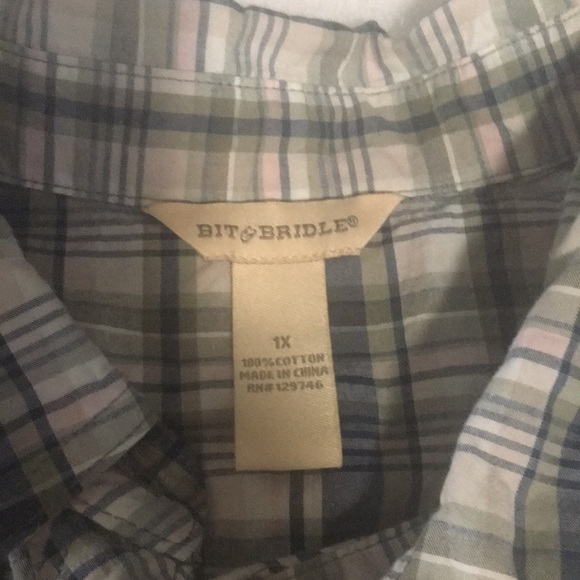 BIT & BRIDLE®
1X
100% COTTON
MADE IN CHINA
RN# 129746